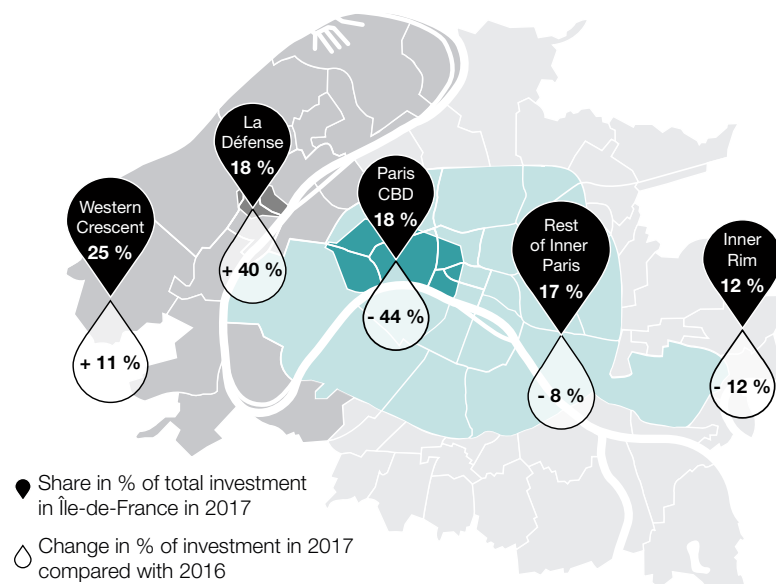 La
Défense
18 %
Western
Crescent
25 %
Paris
CBD
18 %
Rest
of Inner
Paris
17 %
Inner
Rim
12 %
+ 40 %
- 44 %
+ 11 %
- 8 %
- 12 %
Share in % of total investment
in Île-de-France in 2017
Change in % of investment in 2017
compared with 2016